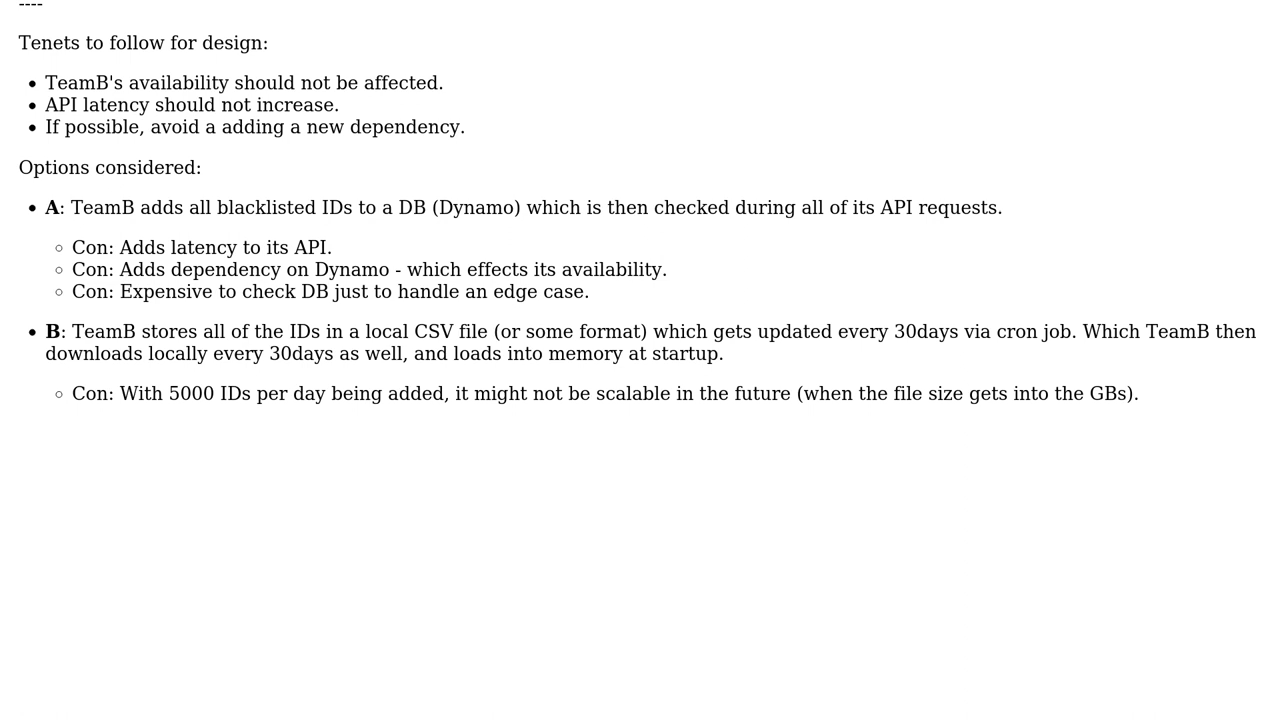 ----
Tenets to follow for design:
• TeamB's availability should not be affected.
• API latency should not increase.
• If possible, avoid a adding a new dependency.
Options considered:
• A: TeamB adds all blacklisted IDs to a DB (Dynamo) which is then checked during all of its API requests.
◦ Con: Adds latency to its API.
◦ Con: Adds dependency on Dynamo - which effects its availability.
◦ Con: Expensive to check DB just to handle an edge case.
• B: TeamB stores all of the IDs in a local CSV file (or some format) which gets updated every 30days via cron job. Which TeamB then
downloads locally every 30days as well, and loads into memory at startup.
◦ Con: With 5000 IDs per day being added, it might not be scalable in the future (when the file size gets into the GBs).